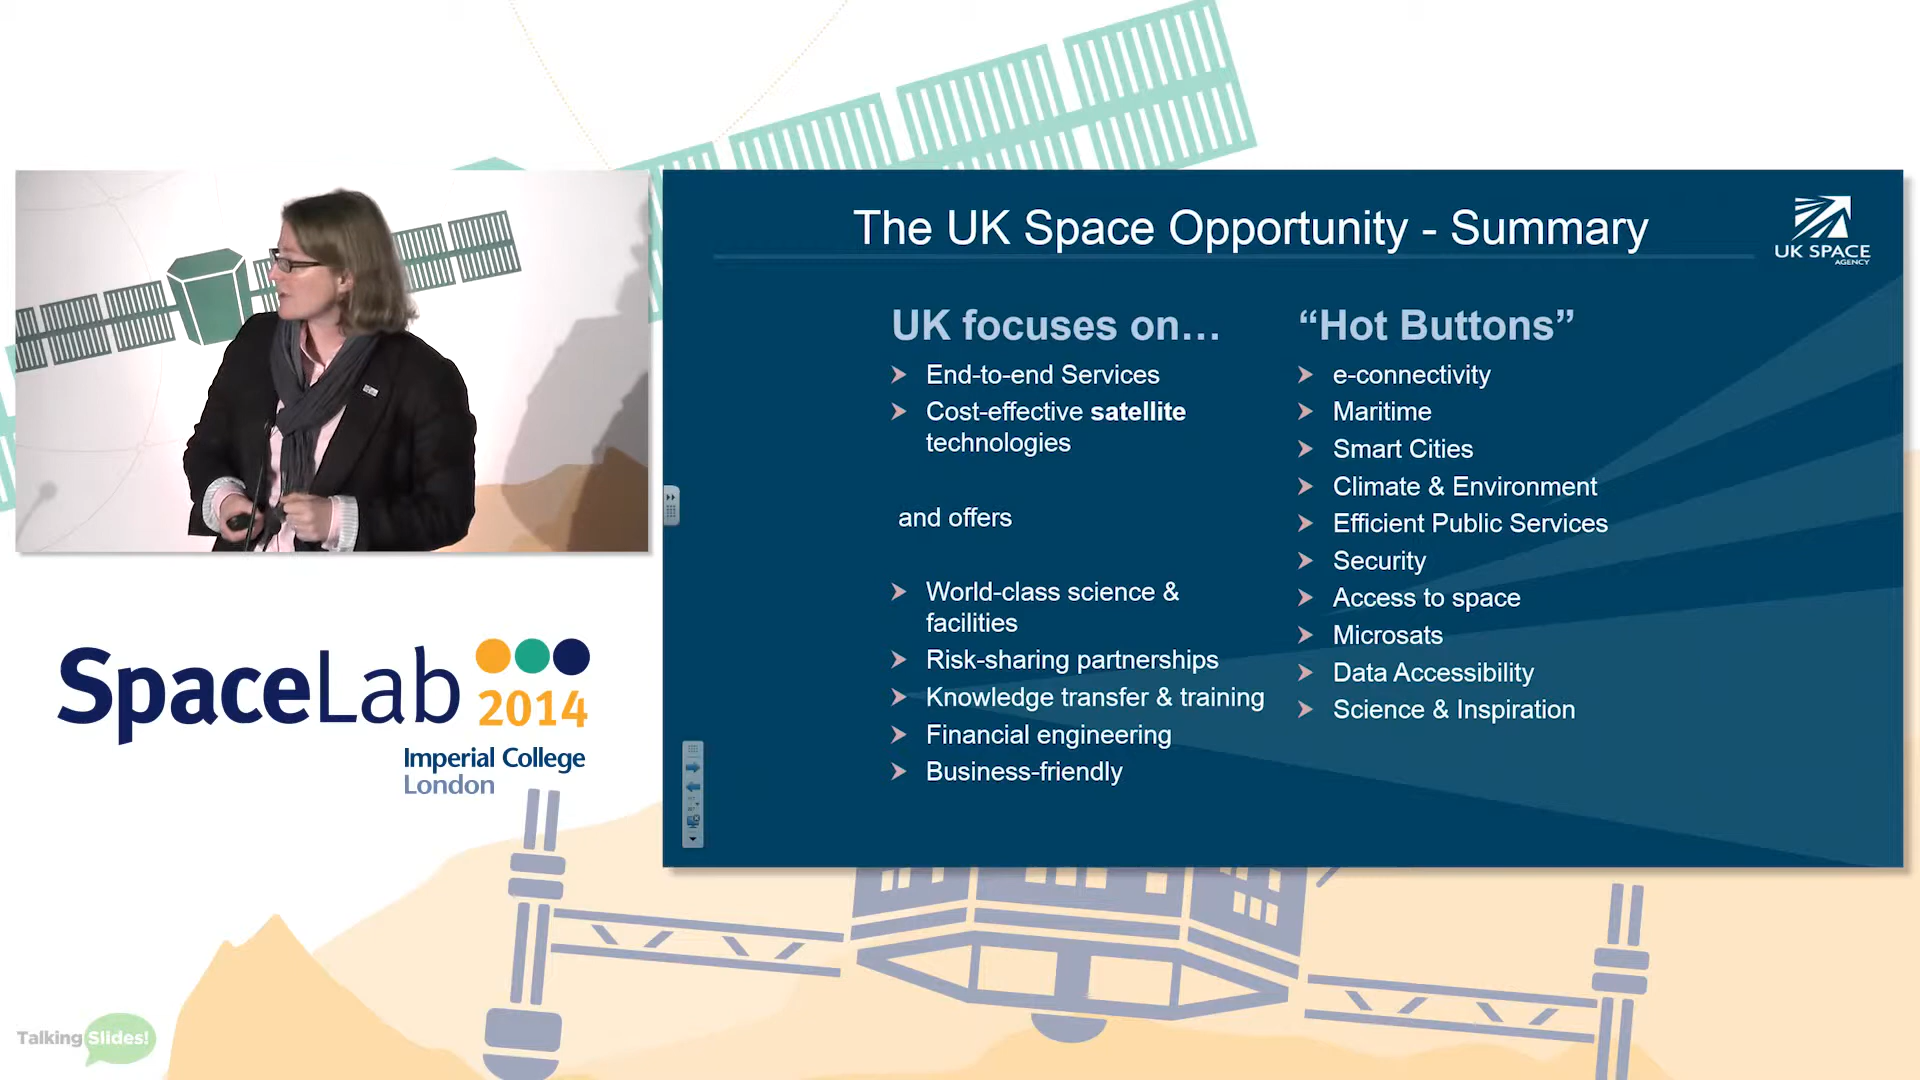 The UK Space Opportunity - Summary
UK SPACE
AGENCY
UK focuses on…
End-to-end Services
Cost-effective satellite
technologies
and offers
World-class science &
facilities
Risk-sharing partnerships
Knowledge transfer & training
Financial engineering
Business-friendly
“Hot Buttons”
e-connectivity
Maritime
Smart Cities
Climate & Environment
Efficient Public Services
Security
Access to space
Microsats
Data Accessibility
Science & Inspiration
SpaceLab
2014
Imperial College
London
Talking Slides!